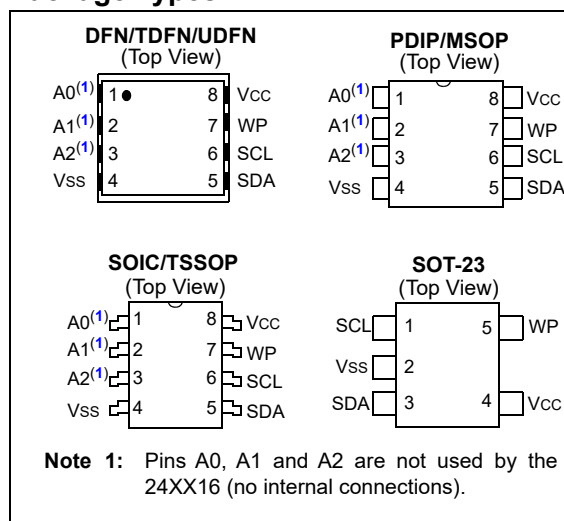 DFN/TDFN/UDFN
(Top View)
A0(1) 1 8 VCC
A1(1) 2 7 WP
A2(1) 3 6 SCL
VSS 4 5 SDA
PDIP/MSOP
(Top View)
A0(1) 1 8 VCC
A1(1) 2 7 WP
A2(1) 3 6 SCL
VSS 4 5 SDA
SOIC/TSSOP
(Top View)
A0(1) 1 8 VCC
A1(1) 2 7 WP
A2(1) 3 6 SCL
VSS 4 5 SDA
SOT-23
(Top View)
SCL 1 5 WP
VSS 2
SDA 3 4 VCC
Note 1: Pins A0, A1 and A2 are not used by the
24XX16 (no internal connections).